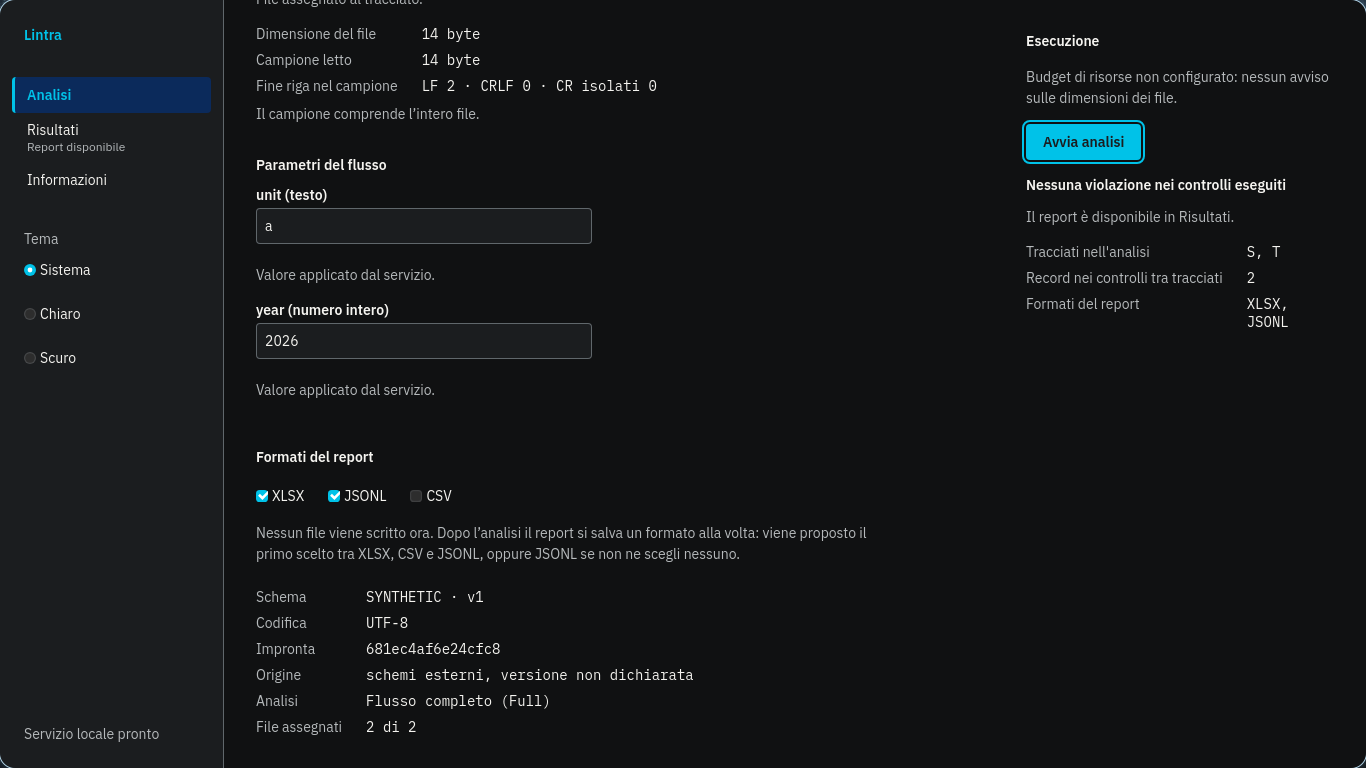 Lintra
Analisi
Risultati
Report disponibile
Informazioni
Tema
Sistema
Chiaro
Scuro
Servizio locale pronto
File assegnato al tracciato.
Dimensione del file 14 byte
Campione letto 14 byte
Fine riga nel campione LF 2 · CRLF 0 · CR isolati 0
Il campione comprende l’intero file.
Parametri del flusso
unit (testo)
a
Valore applicato dal servizio.
year (numero intero)
2026
Valore applicato dal servizio.
Formati del report
XLSX JSONL CSV
Nessun file viene scritto ora. Dopo l’analisi il report si salva un formato alla volta: viene proposto il
primo scelto tra XLSX, CSV e JSONL, oppure JSONL se non ne scegli nessuno.
Schema SYNTHETIC · v1
Codifica UTF-8
Impronta 681ec4af6e24cfc8
Origine schemi esterni, versione non dichiarata
Analisi Flusso completo (Full)
File assegnati 2 di 2
Esecuzione
Budget di risorse non configurato: nessun avviso
sulle dimensioni dei file.
Avvia analisi
Nessuna violazione nei controlli eseguiti
Il report è disponibile in Risultati.
Tracciati nell'analisi S, T
Record nei controlli tra tracciati 2
Formati del report XLSX,
JSONL